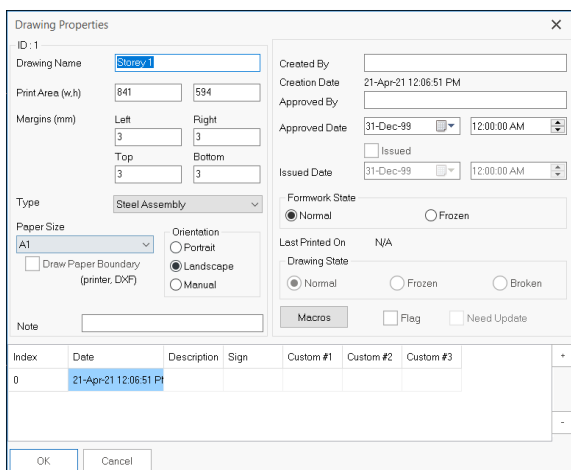 Drawing Properties
ID : 1
Drawing Name Storey 1
Print Area (w,h) 841 594
Margins (mm) Left Right
3 3
Top Bottom
3 3
Type Steel Assembly
Paper Size
A1
Draw Paper Boundary
(printer, DXF)
Orientation
Portrait
Landscape
Manual
Note
Created By
Creation Date 21-Apr-21 12:06:51 PM
Approved By
Approved Date 31-Dec-99 12:00:00 AM
Issued
Issued Date 31-Dec-99 12:00:00 AM
Formwork State
Normal Frozen
Last Printed On N/A
Drawing State
Normal Frozen Broken
Macros Flag Need Update
Index Date Description Sign Custom #1 Custom #2 Custom #3 +
0 21-Apr-21 12:06:51 PM
-
OK Cancel